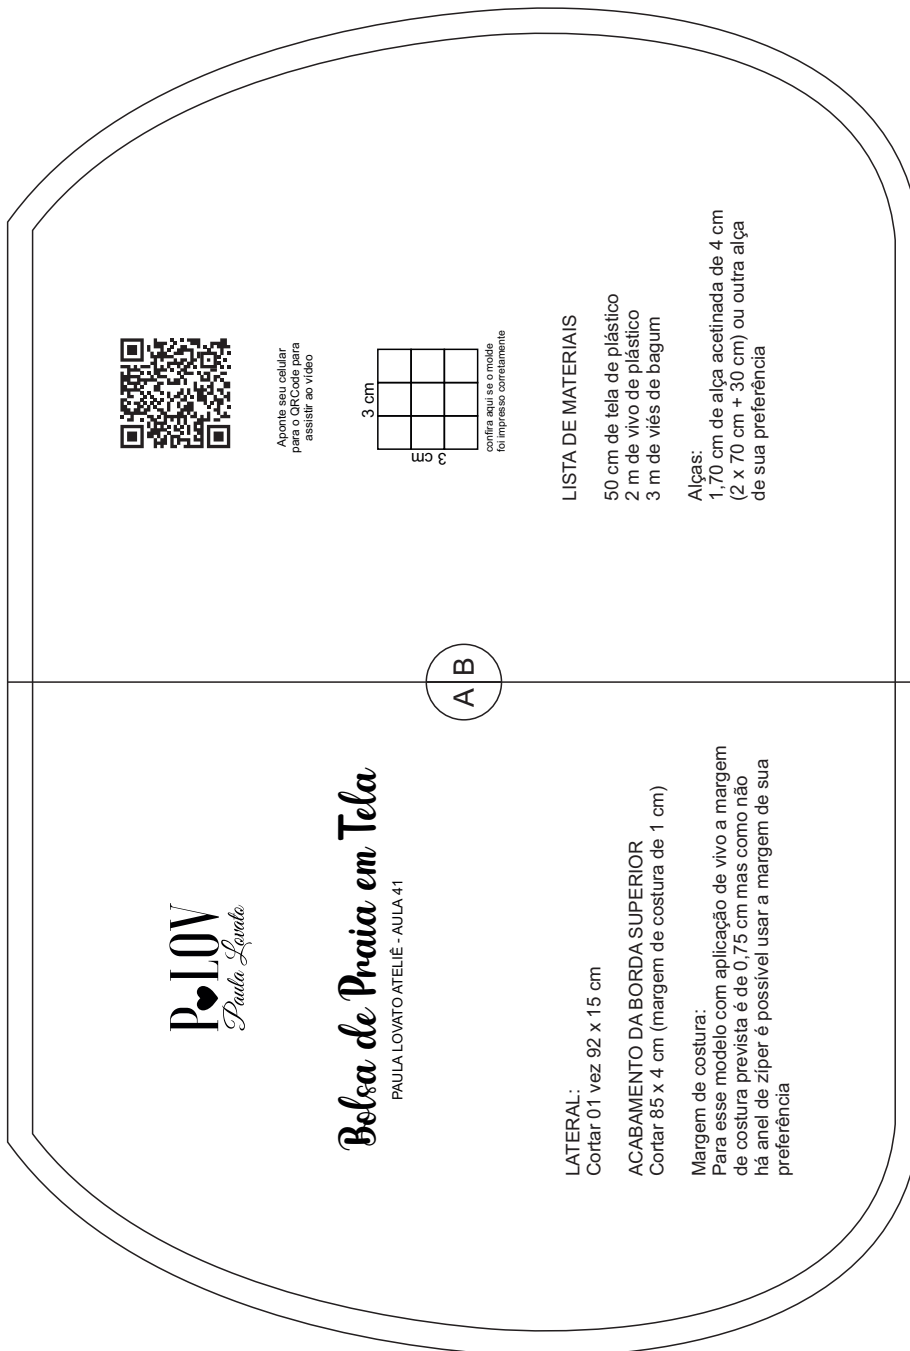 P LOV
Paula Lovato
Bolsa de Praia em Tela
PAULA LOVATO ATELIÊ - AULA 41
LATERAL:
Cortar 01 vez 92 x 15 cm
ACABAMENTO DA BORDA SUPERIOR
Cortar 85 x 4 cm (margem de costura de 1 cm)
Margem de costura:
Para esse modelo com aplicação de vivo a margem
de costura prevista é de 0,75 cm mas como não
há anel de zíper é possível usar a margem de sua
preferência
A B
Aponte seu celular
para o QRCode para
assistir ao vídeo
3 cm
3 cm
confira aqui se o molde
foi impresso corretamente
LISTA DE MATERIAIS
50 cm de tela de plástico
2 m de vivo de plástico
3 m de viés de bagum
Alças:
1,70 cm de alça acetinada de 4 cm
(2 x 70 cm + 30 cm) ou outra alça
de sua preferência